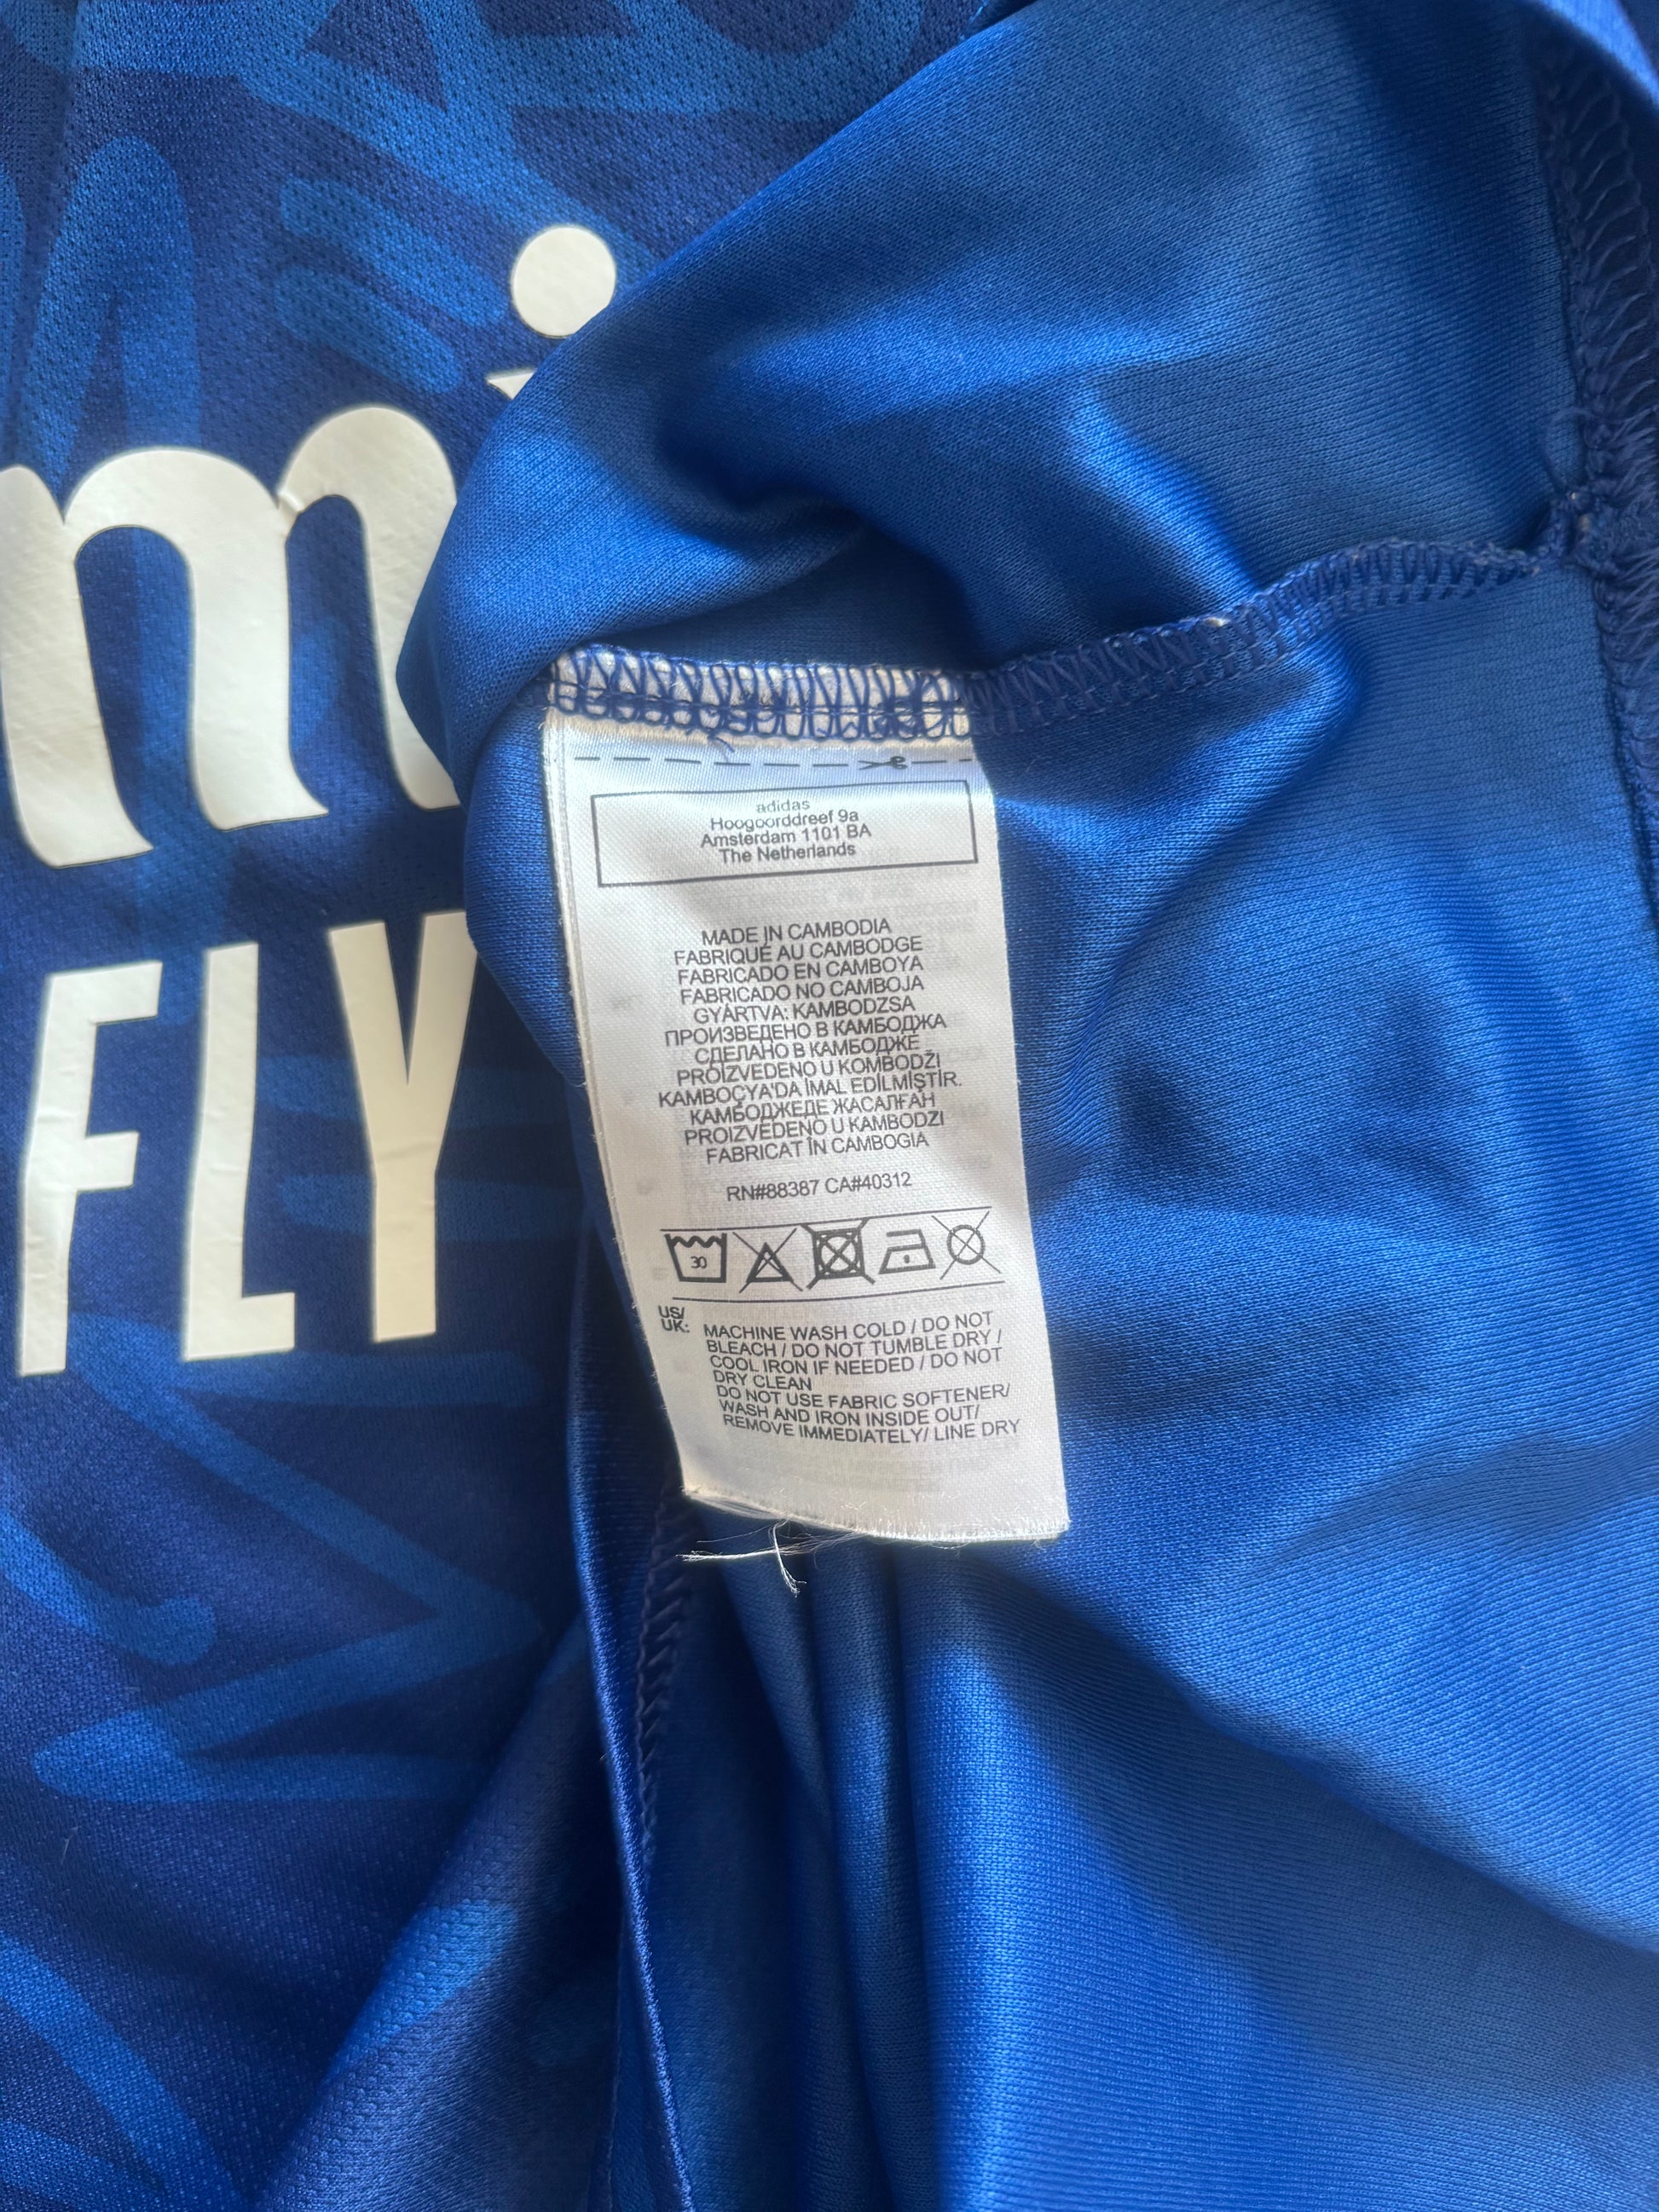 mi
FLY
adidas
Hoogoorddreef 9a
Amsterdam 1101 BA
The Netherlands
MADE IN CAMBODIA
FABRIQUÉ AU CAMBODGE
FABRICADO EN CAMBOYA
FABRICADO NO CAMBOJA
GYÁRTVA: KAMBODZSA
ПРОИЗВЕДЕНО В КАМБОДЖА
СДЕЛАНО В КАМБОДЖЕ
PROIZVEDENO U KOMBODŽI
KAMBOÇYA'DA İMAL EDİLMİŞTİR.
КАМБОДЖЕДЕ ЖАСАЛҒАН
PROIZVEDENO U KAMBODZI
FABRICAT ÎN CAMBOGIA
RN#88387 CA#40312
30
US/
UK:
MACHINE WASH COLD / DO NOT
BLEACH / DO NOT TUMBLE DRY /
COOL IRON IF NEEDED / DO NOT
DRY CLEAN
DO NOT USE FABRIC SOFTENER/
WASH AND IRON INSIDE OUT/
REMOVE IMMEDIATELY/ LINE DRY